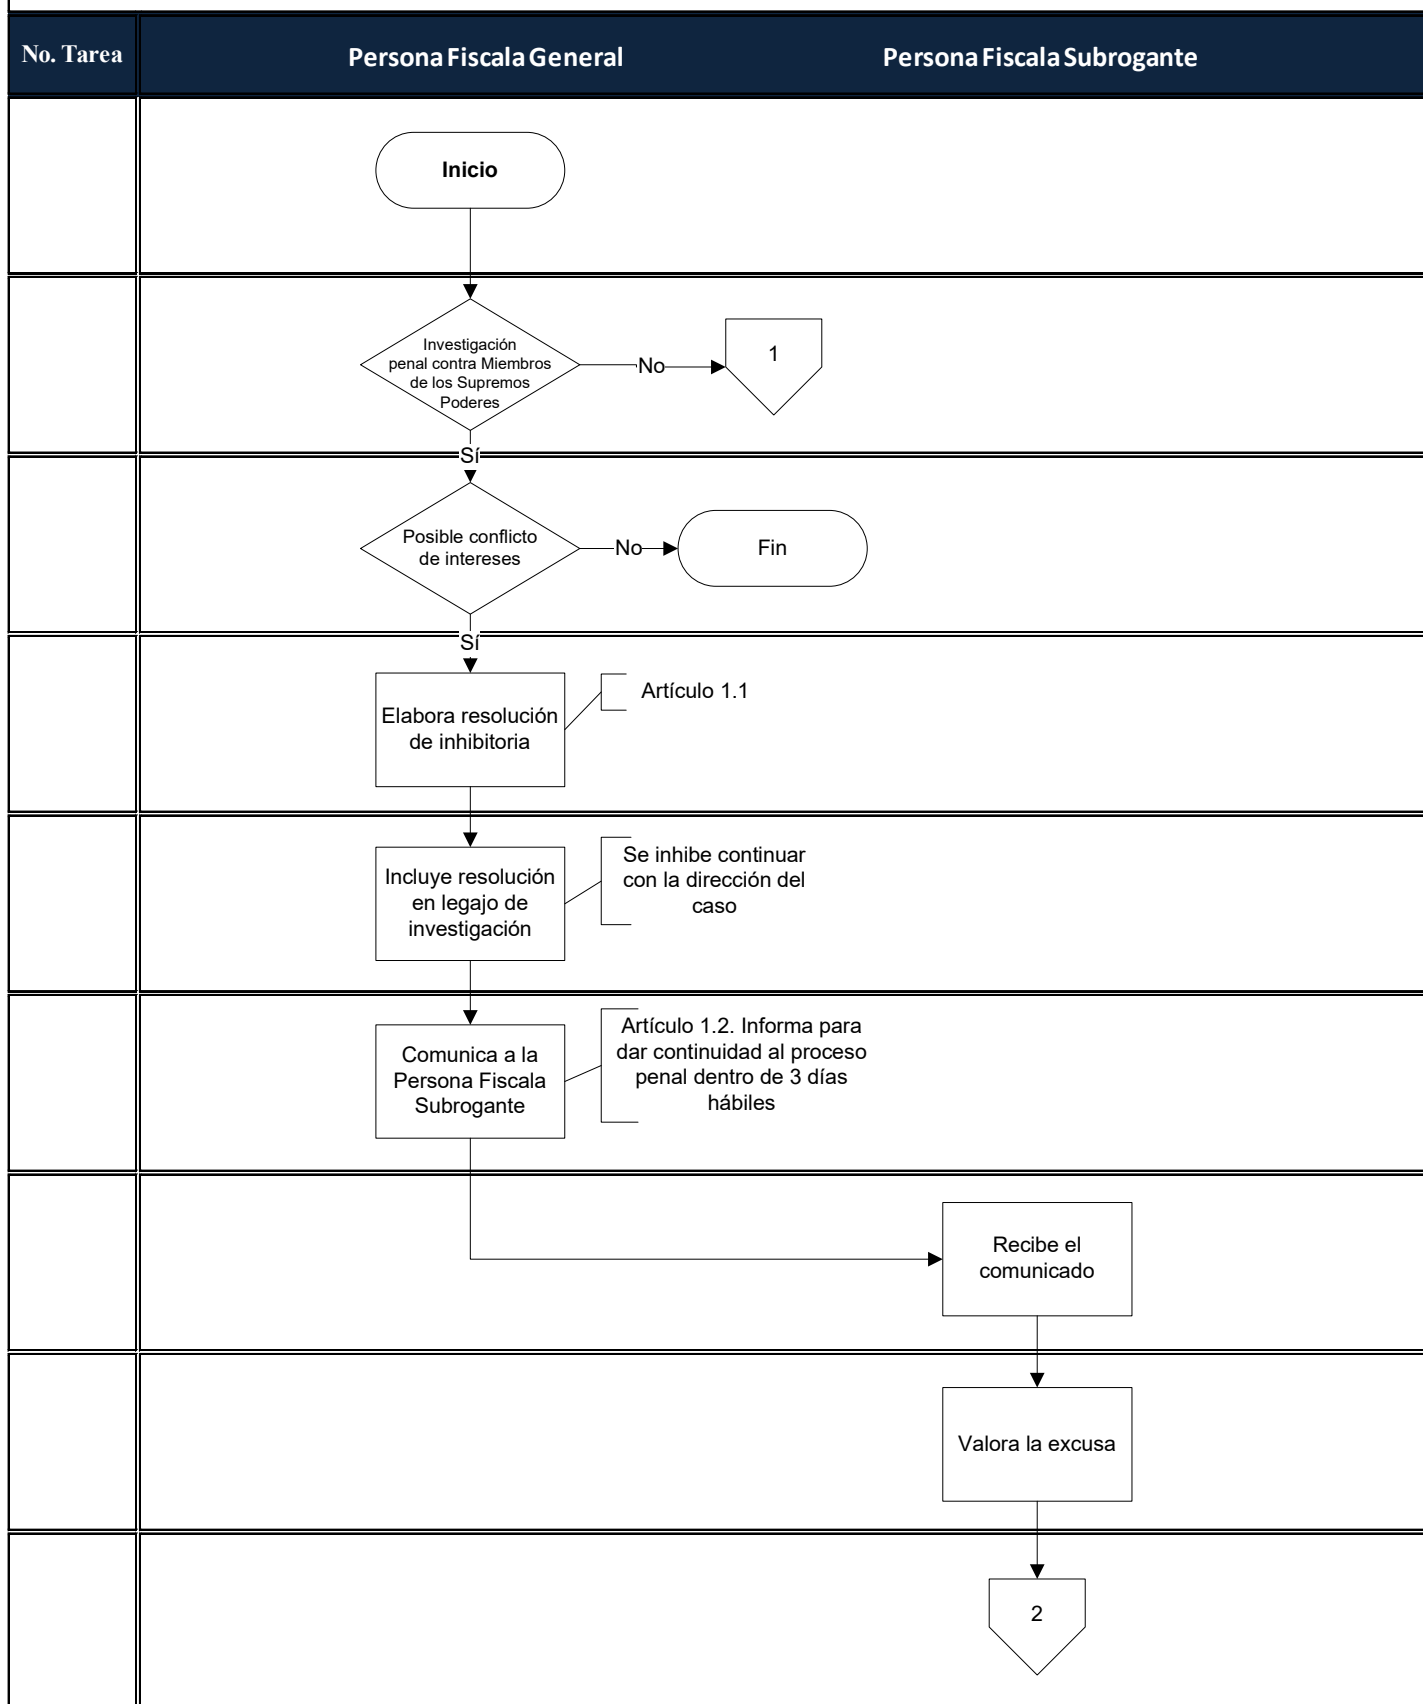 No. Tarea
Persona Fiscala General
Persona Fiscala Subrogante
Inicio
Investigación
penal contra Miembros
de los Supremos
Poderes
No
1
Sí
Posible conflicto
de intereses
No
Fin
Sí
Elabora resolución
de inhibitoria
Artículo 1.1
Incluye resolución
en legajo de
investigación
Se inhibe continuar
con la dirección del
caso
Comunica a la
Persona Fiscala
Subrogante
Artículo 1.2. Informa para
dar continuidad al proceso
penal dentro de 3 días
hábiles
Recibe el
comunicado
Valora la excusa
2